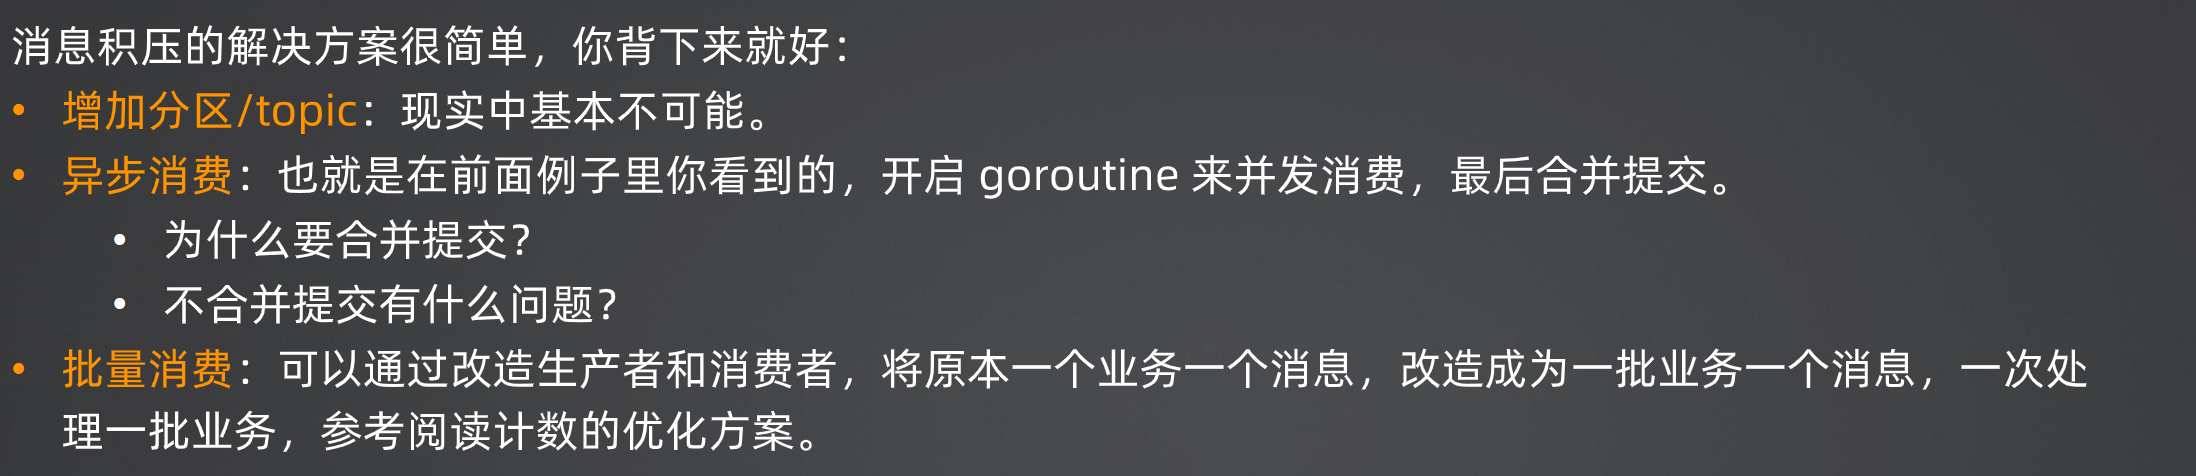 消息积压的解决方案很简单，你背下来就好：
• 增加分区/topic：现实中基本不可能。
• 异步消费：也就是在前面例子里你看到的，开启 goroutine 来并发消费，最后合并提交。
• 为什么要合并提交？
• 不合并提交有什么问题？
• 批量消费：可以通过改造生产者和消费者，将原本一个业务一个消息，改造成为一批业务一个消息，一次处
理一批业务，参考阅读计数的优化方案。